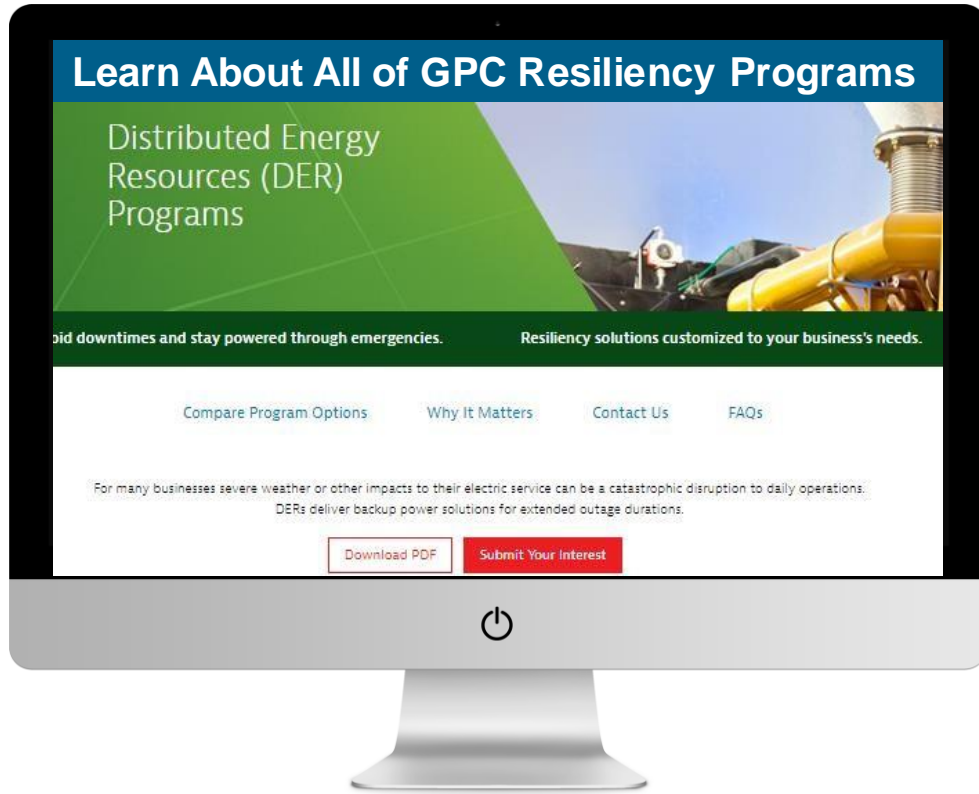 Learn About All of GPC Resiliency Programs
Distributed Energy
Resources (DER)
Programs
downtimes and stay powered through emergencies. Resiliency solutions customized to your business's needs.
Compare Program Options Why It Matters Contact Us FAQs
For many businesses severe weather or other impacts to their electric service can be a catastrophic disruption to daily operations.
DERs deliver backup power solutions for extended outage durations.
Download PDF Submit Your Interest